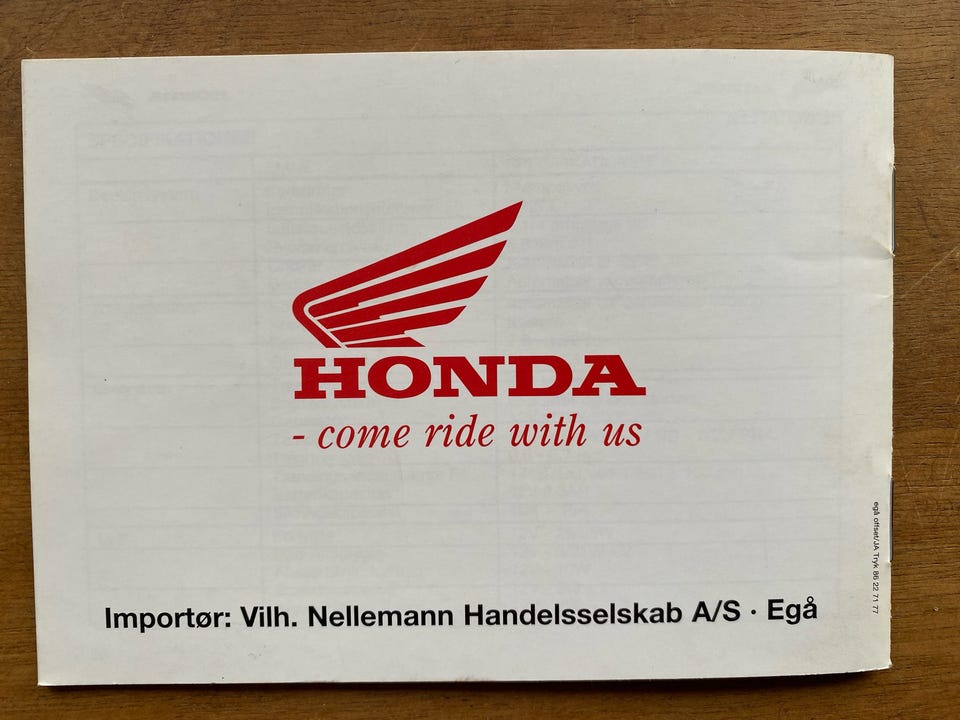 HONDA
- come ride with us
Importør: Vilh. Nellemann Handelsselskab A/S · Egå
egå offset/JA Tryk 86 22 71 77